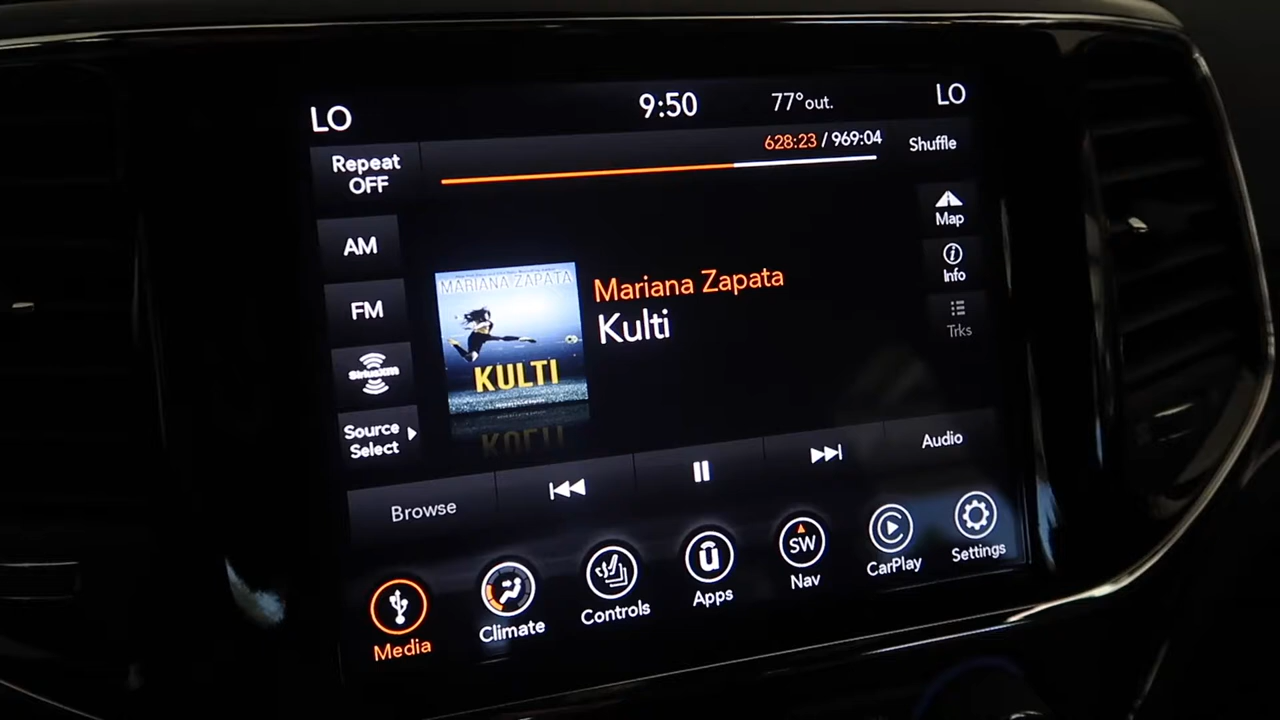 LO
9:50
77° out.
LO
Repeat
OFF
628:23 / 969:04
Shuffle
AM
FM
SiriusXM
Source
Select
MARIANA ZAPATA
KULTI
Mariana Zapata
Kulti
Map
Info
Trks
Browse
Audio
Media
Climate
Controls
Apps
SW
Nav
CarPlay
Settings